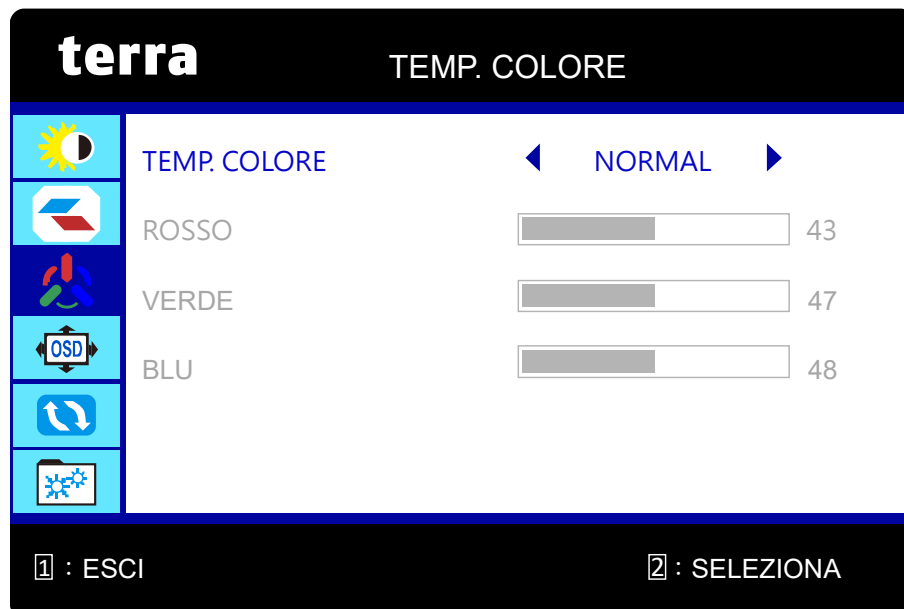 terra
TEMP. COLORE
TEMP. COLORE NORMAL
ROSSO 43
VERDE 47
OSD
BLU 48
1 : ESCI 2 : SELEZIONA